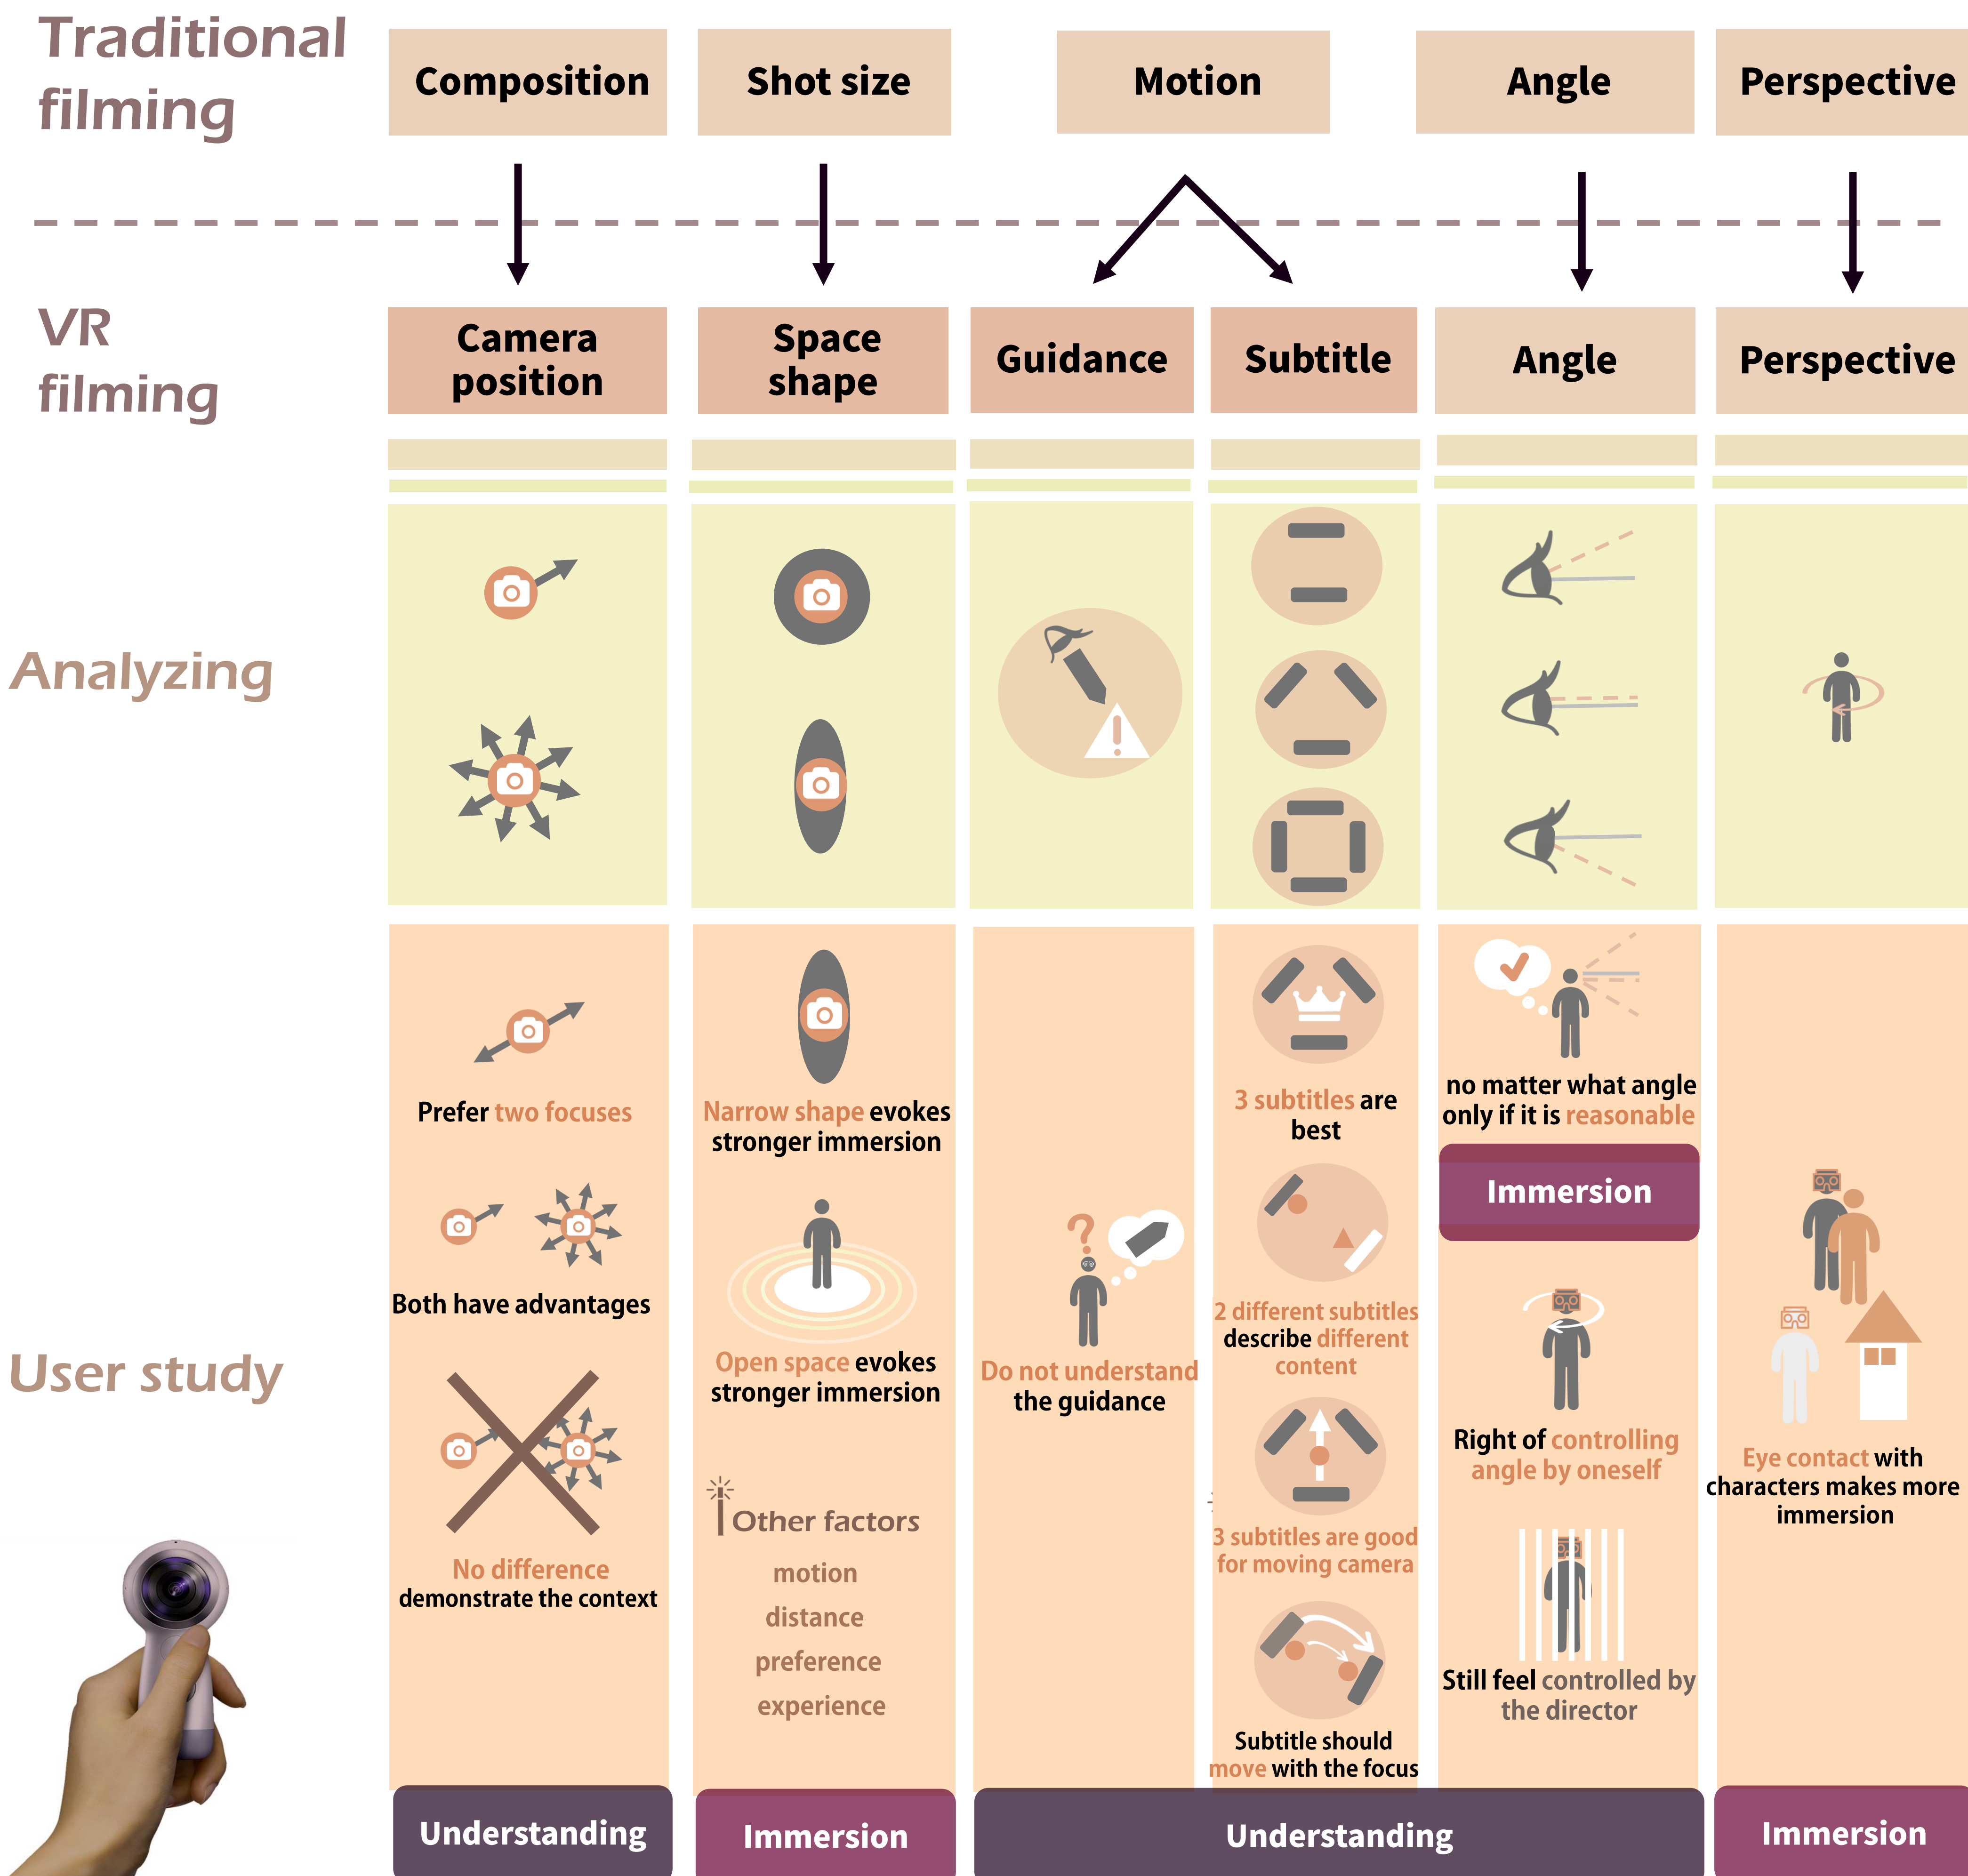 Traditional
filming
Composition
Shot size
Motion
Angle
Perspective
VR
filming
Camera
position
Space
shape
Guidance
Subtitle
Angle
Perspective
Analyzing
User study
Prefer two focuses
Both have advantages
No difference
demonstrate the context
Understanding
Narrow shape evokes
stronger immersion
Open space evokes
stronger immersion
Other factors
motion
distance
preference
experience
Immersion
Do not understand
the guidance
3 subtitles are
best
2 different subtitles
describe different
content
3 subtitles are good
for moving camera
Subtitle should
move with the focus
no matter what angle
only if it is reasonable
Immersion
Right of controlling
angle by oneself
Still feel controlled by
the director
Understanding
Eye contact with
characters makes more
immersion
Immersion